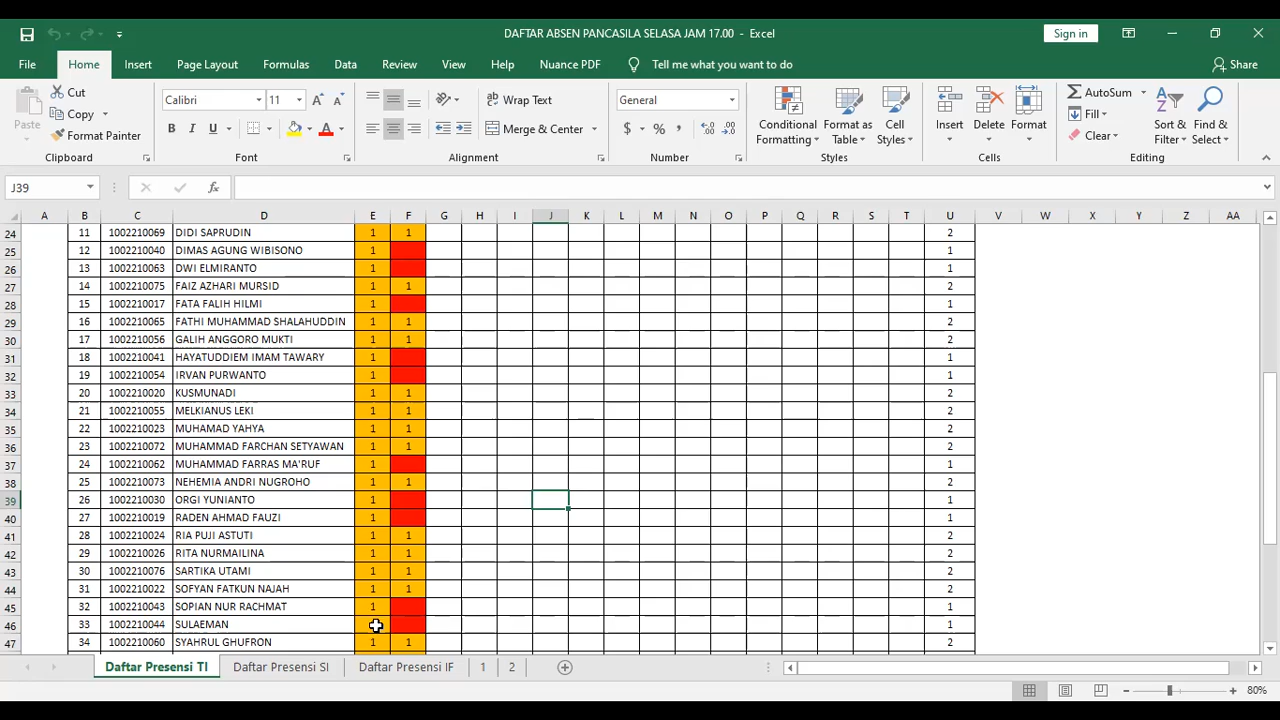 DAFTAR ABSEN PANCASILA SELASA JAM 17.00 - Excel
Sign in
File Home Insert Page Layout Formulas Data Review View Help Nuance PDF Tell me what you want to do Share
Paste Cut Copy Format Painter
Calibri 11
B I U A
Wrap Text
Merge & Center
General
$ % ,
Conditional Formatting Format as Table Cell Styles
Insert Delete Format
AutoSum Fill Clear
Sort & Filter Find & Select
Clipboard Font Alignment Number Styles Cells Editing
J39 fx
A B C D E F G H I J K L M N O P Q R S T U V W X Y Z AA
24 11 1002210069 DIDI SAPRUDIN 1 1 2
25 12 1002210040 DIMAS AGUNG WIBISONO 1 1
26 13 1002210063 DWI ELMIRANTO 1 1
27 14 1002210075 FAIZ AZHARI MURSID 1 1 2
28 15 1002210017 FATA FALIH HILMI 1 1
29 16 1002210065 FATHI MUHAMMAD SHALAHUDDIN 1 1 2
30 17 1002210056 GALIH ANGGORO MUKTI 1 1 2
31 18 1002210041 HAYATUDDIEM IMAM TAWARY 1 1
32 19 1002210054 IRVAN PURWANTO 1 1
33 20 1002210020 KUSMUNADI 1 1 2
34 21 1002210055 MELKIANUS LEKI 1 1 2
35 22 1002210023 MUHAMAD YAHYA 1 1 2
36 23 1002210072 MUHAMMAD FARCHAN SETYAWAN 1 1 2
37 24 1002210062 MUHAMMAD FARRAS MA'RUF 1 1
38 25 1002210073 NEHEMIA ANDRI NUGROHO 1 1 2
39 26 1002210030 ORGI YUNIANTO 1 1
40 27 1002210019 RADEN AHMAD FAUZI 1 1
41 28 1002210024 RIA PUJI ASTUTI 1 1 2
42 29 1002210026 RITA NURMAILINA 1 1 2
43 30 1002210076 SARTIKA UTAMI 1 1 2
44 31 1002210022 SOFYAN FATKUN NAJAH 1 1 2
45 32 1002210043 SOPIAN NUR RACHMAT 1 1
46 33 1002210044 SULAEMAN 1
47 34 1002210060 SYAHRUL GHUFRON 1 1 2
Daftar Presensi TI Daftar Presensi SI Daftar Presensi IF 1 2
80%